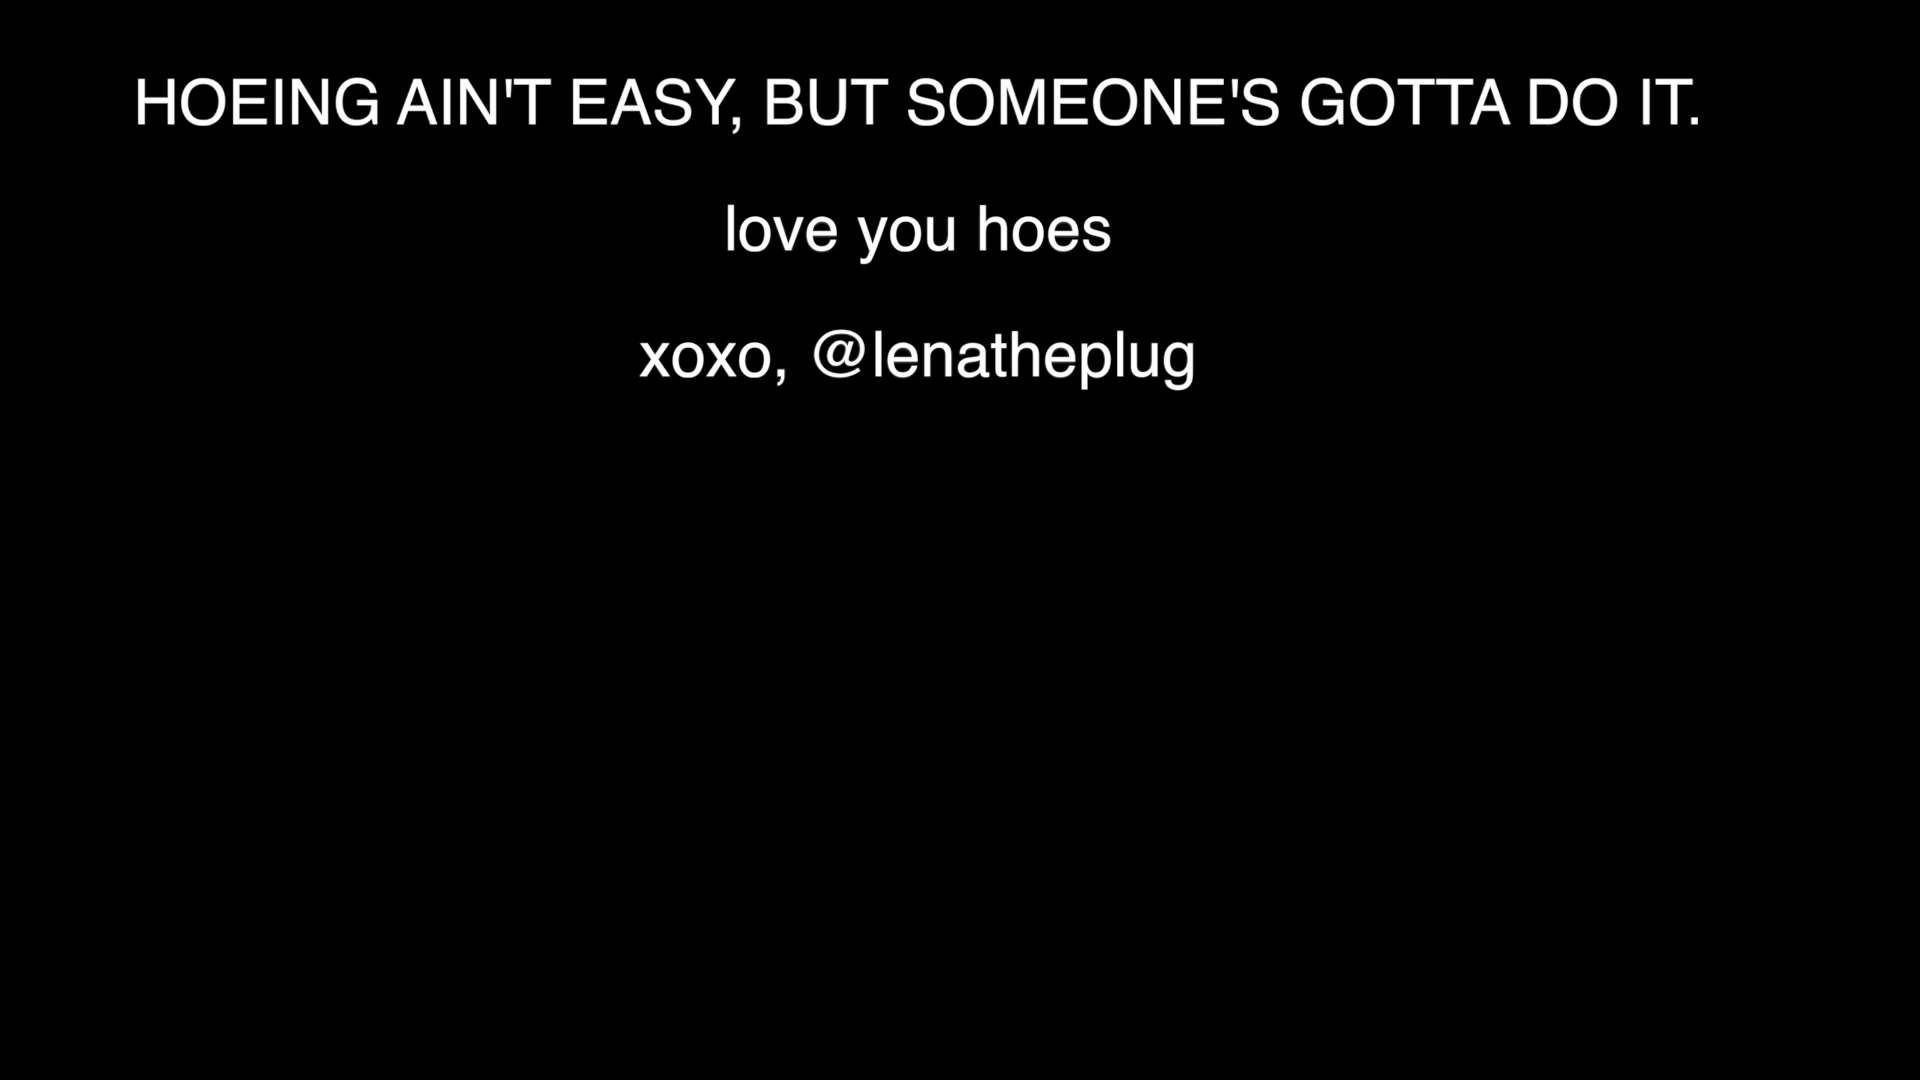 HOEING AIN'T EASY, BUT SOMEONE'S GOTTA DO IT.
love you hoes
xoxo, @lenatheplug